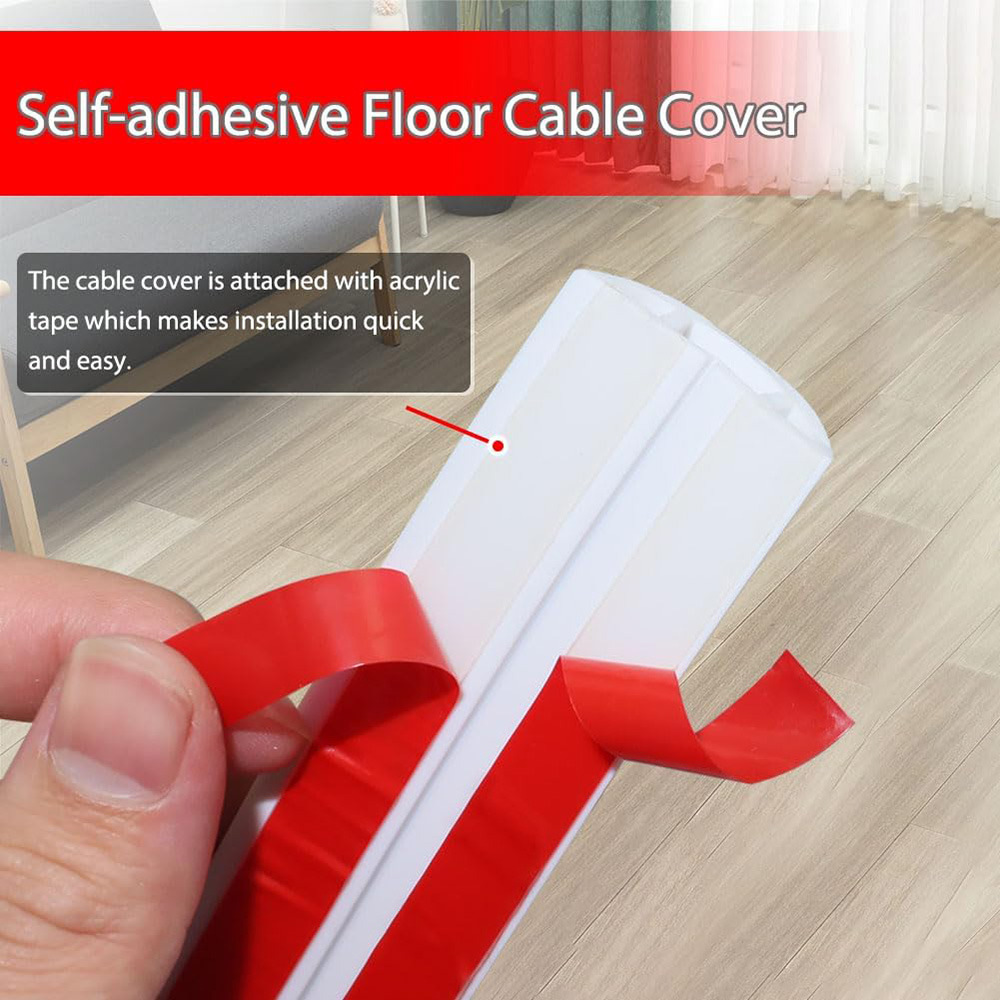 Self-adhesive Floor Cable Cover
The cable cover is attached with acrylic
tape which makes installation quick
and easy.